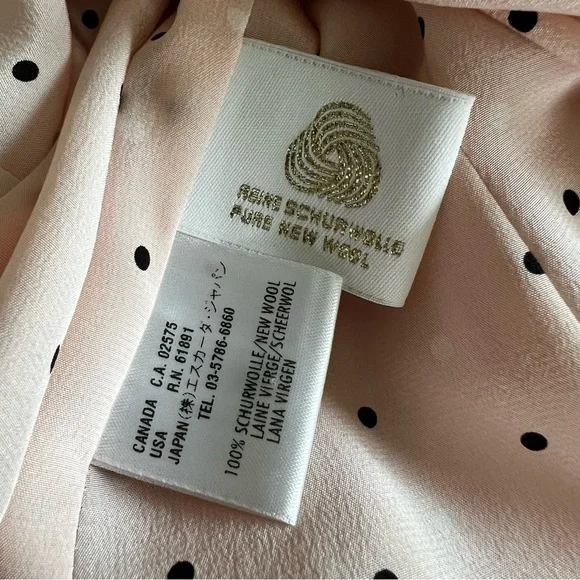 REINE SCHURWOLLE
PURE NEW WOOL
CANADA C.A. 02575
USA R.N. 61891
JAPAN(株)エスカーダ・ジャパン
TEL. 03-5786-6860
100% SCHURWOLLE/NEW WOOL
LAINE VIERGE/SCHEERWOL
LANA VIRGEN